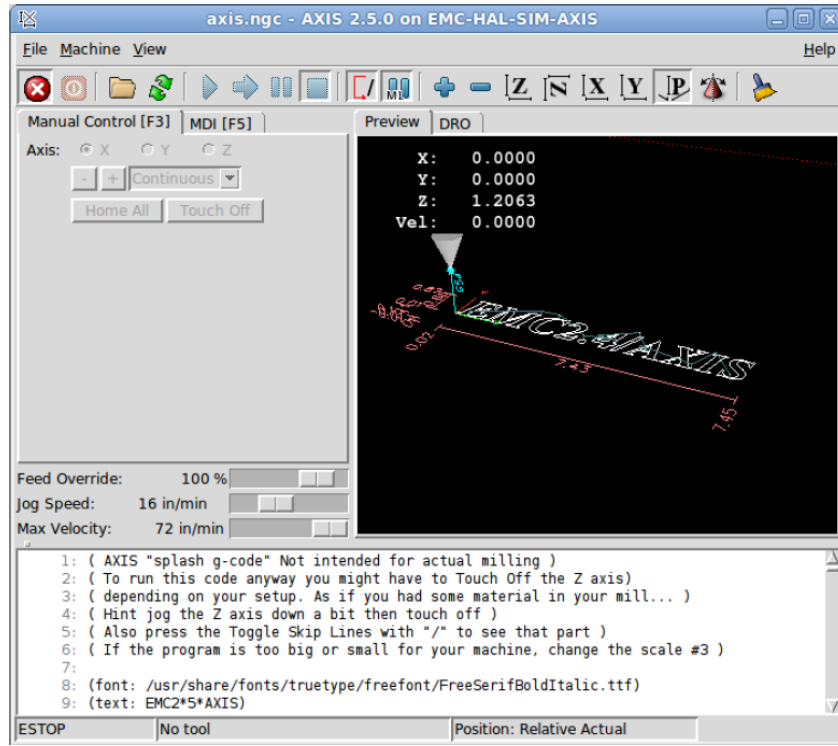 axis.ngc - AXIS 2.5.0 on EMC-HAL-SIM-AXIS
File Machine View Help
Z N X Y P
Manual Control [F3] MDI [F5] Preview DRO
Axis: X Y Z
- + Continuous
Home All Touch Off
X: 0.0000
Y: 0.0000
Z: 1.2063
Vel: 0.0000
EMC2.4/AXIS
0.02
7.43
7.45
Feed Override: 100 %
Jog Speed: 16 in/min
Max Velocity: 72 in/min
1: ( AXIS "splash g-code" Not intended for actual milling )
2: ( To run this code anyway you might have to Touch Off the Z axis)
3: ( depending on your setup. As if you had some material in your mill... )
4: ( Hint jog the Z axis down a bit then touch off )
5: ( Also press the Toggle Skip Lines with "/" to see that part )
6: ( If the program is too big or small for your machine, change the scale #3 )
7:
8: (font: /usr/share/fonts/truetype/freefont/FreeSerifBoldItalic.ttf)
9: (text: EMC2*5*AXIS)
ESTOP No tool Position: Relative Actual